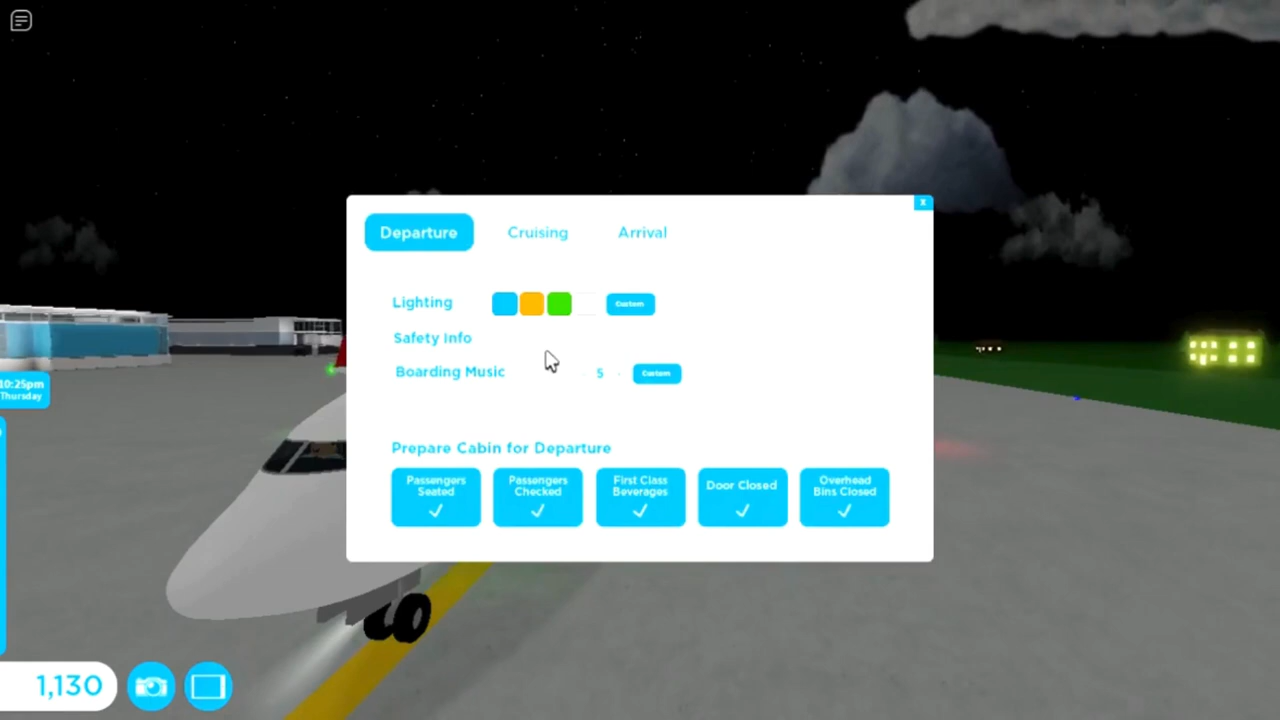 x
Departure
Cruising
Arrival
Lighting
Custom
Safety Info
Boarding Music
5
Custom
10:25pm
Thursday
Prepare Cabin for Departure
Passengers
Seated
Passengers
Checked
First Class
Beverages
Door Closed
Overhead
Bins Closed
1,130